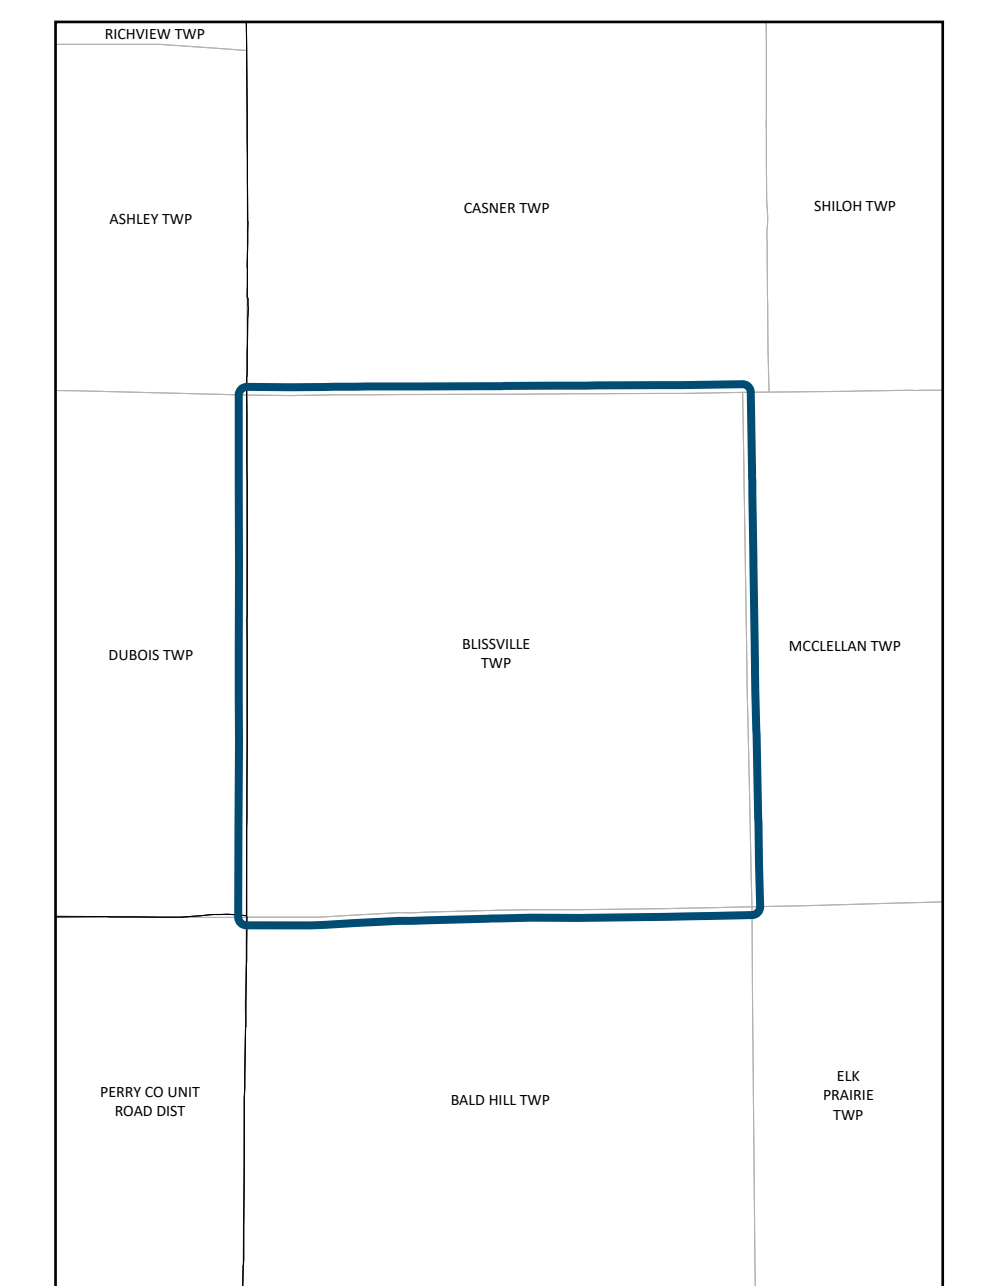 RICHVIEW TWP
ASHLEY TWP
CASNER TWP
SHILOH TWP
DUBOIS TWP
BLISSVILLE
TWP
MCCLELLAN TWP
PERRY CO UNIT
ROAD DIST
BALD HILL TWP
ELK
PRAIRIE
TWP